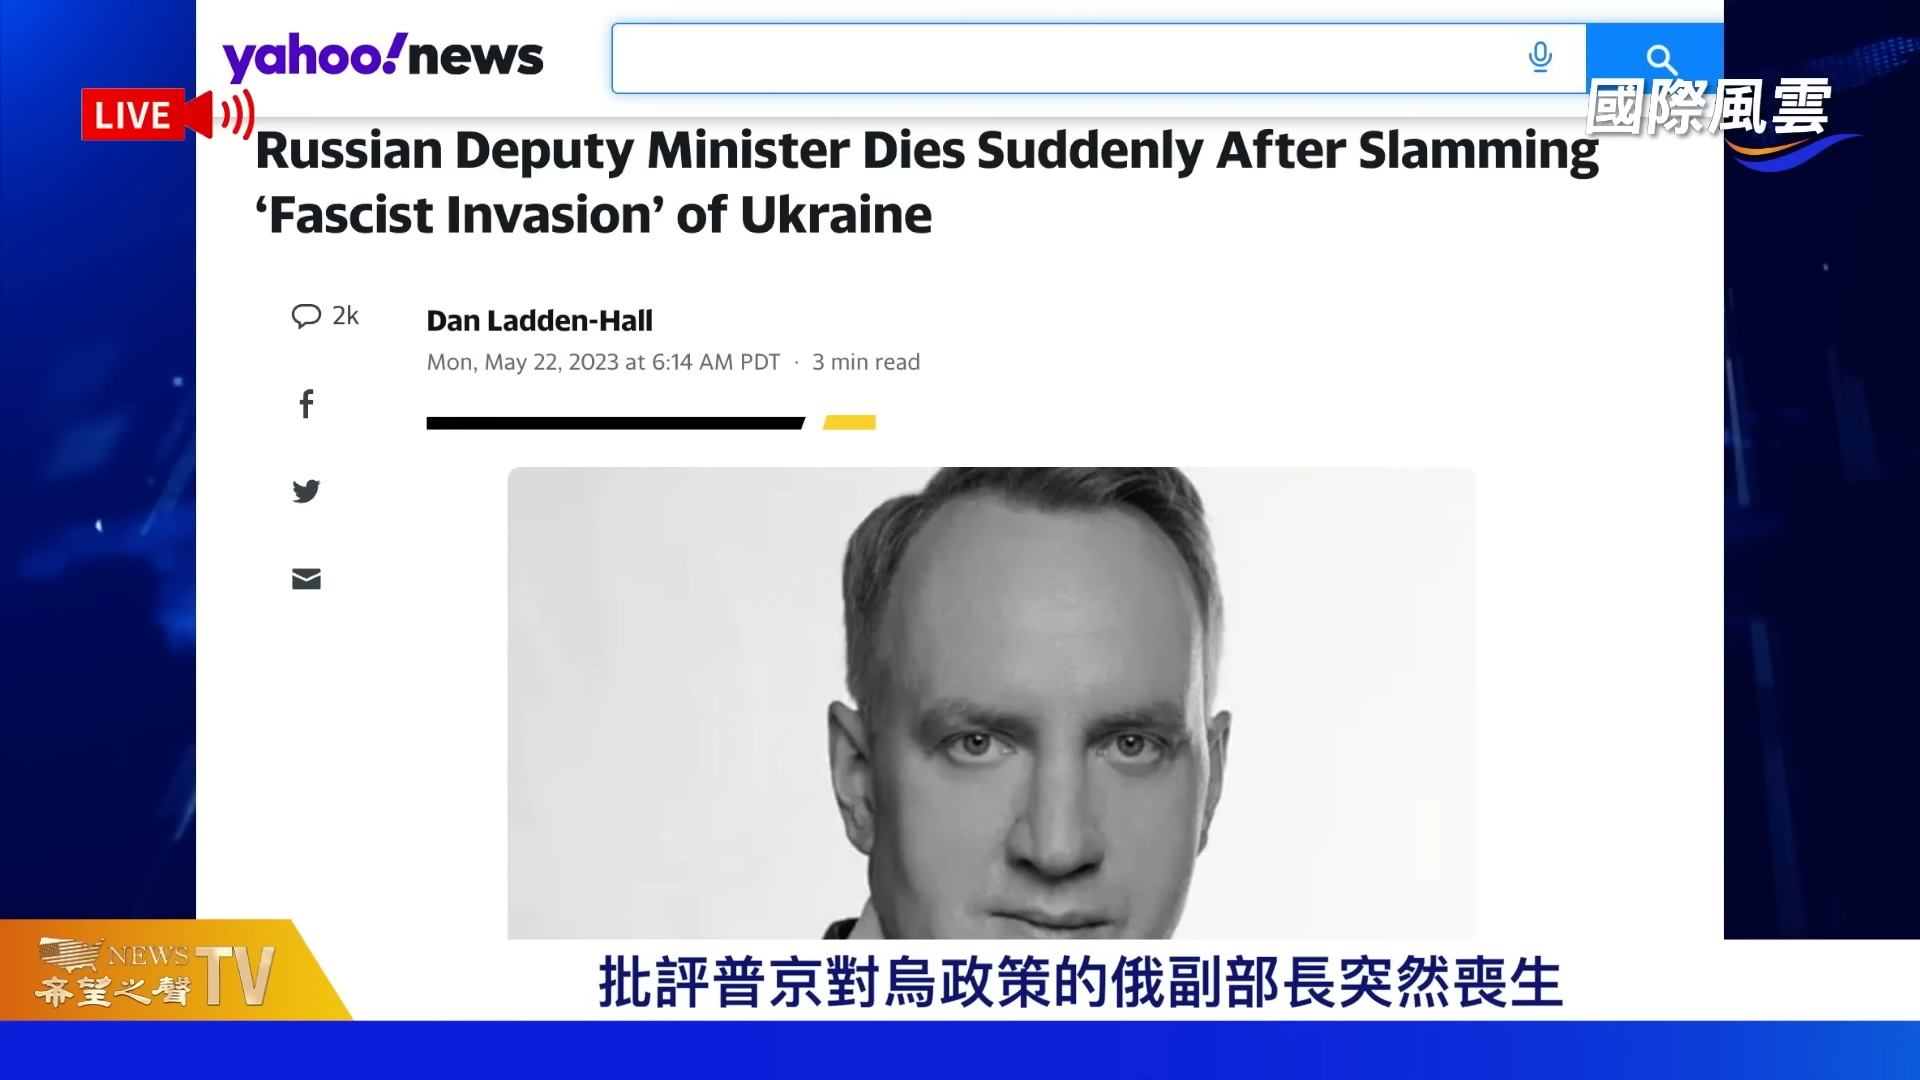 yahoo!news
LIVE
國際風雲
Russian Deputy Minister Dies Suddenly After Slamming
‘Fascist Invasion’ of Ukraine
2k
Dan Ladden-Hall
Mon, May 22, 2023 at 6:14 AM PDT · 3 min read
NEWS
希望之聲
TV
批評普京對烏政策的俄副部長突然喪生